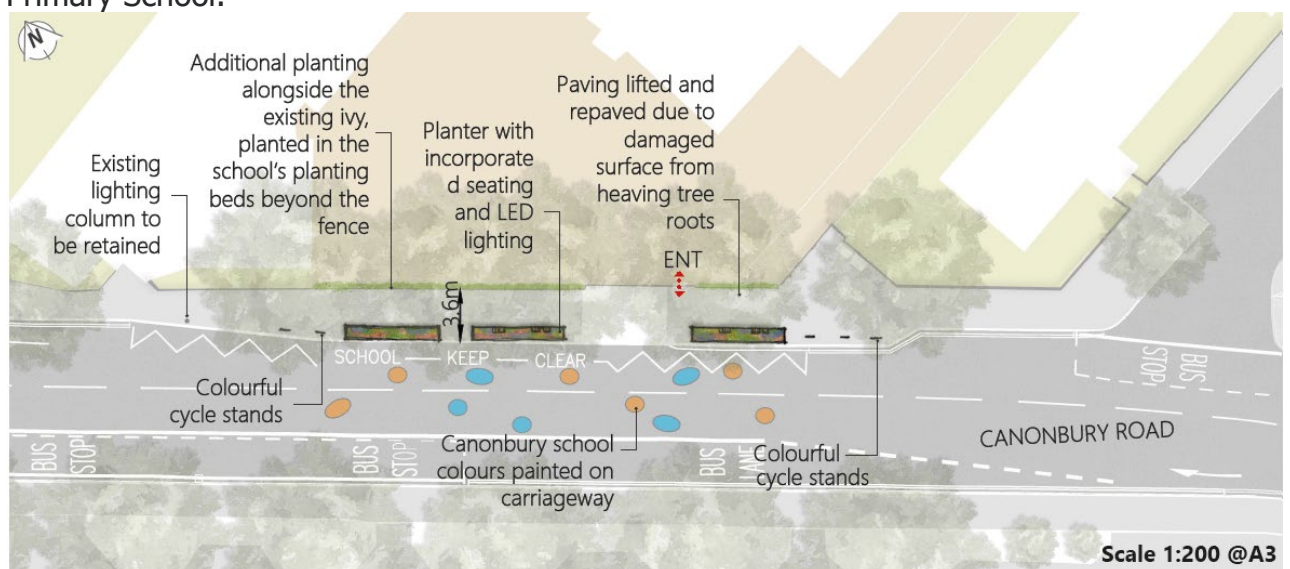 Primary School.
N
Additional planting
alongside the
existing ivy,
planted in the
school's planting
beds beyond the
fence
Existing
lighting
column to
be retained
Planter with
incorporate
d seating
and LED
lighting
Paving lifted and
repaved due to
damaged
surface from
heaving tree
roots
ENT
3.6m
SCHOOL KEEP CLEAR
Colourful
cycle stands
Canonbury school
colours painted on
carriageway
Colourful
cycle stands
CANONBURY ROAD
BUS
STOP
BUS
STOP
BUS
STOP
BUS
LANE
Scale 1:200 @A3